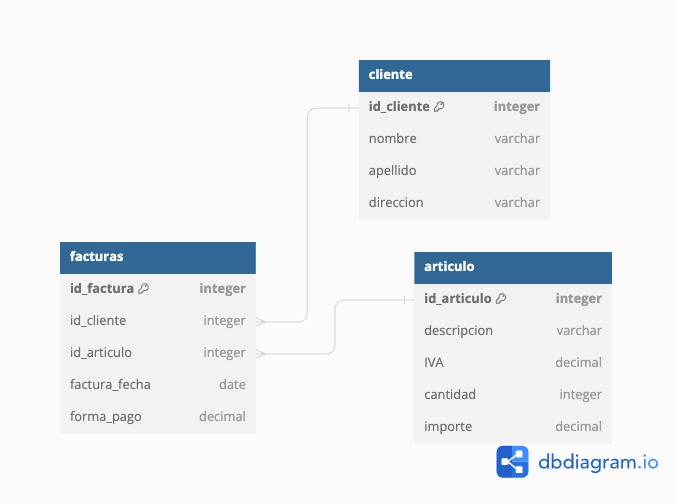 cliente
id_cliente integer
nombre varchar
apellido varchar
direccion varchar
facturas
id_factura integer
id_cliente integer
id_articulo integer
factura_fecha date
forma_pago decimal
articulo
id_articulo integer
descripcion varchar
IVA decimal
cantidad integer
importe decimal
dbdiagram.io